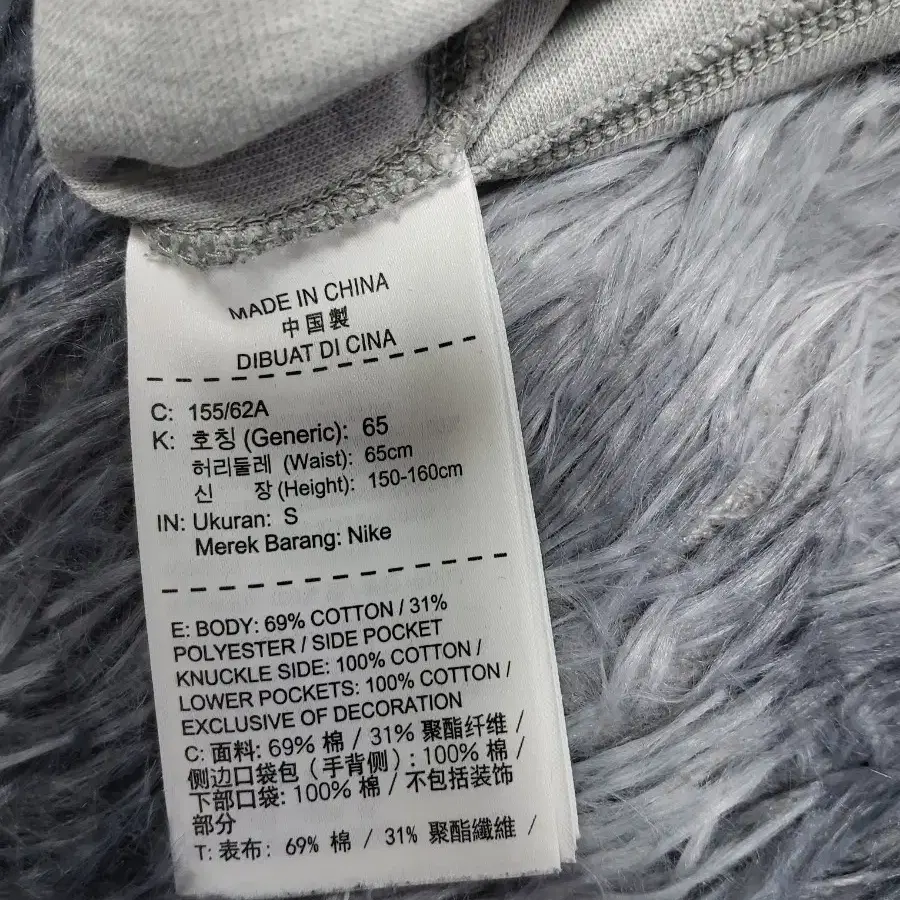 MADE IN CHINA
中国製
DIBUAT DI CINA
C: 155/62A
K: 호칭 (Generic): 65
허리둘레 (Waist): 65cm
신 장 (Height): 150-160cm
IN: Ukuran: S
Merek Barang: Nike
E: BODY: 69% COTTON / 31%
POLYESTER / SIDE POCKET
KNUCKLE SIDE: 100% COTTON /
LOWER POCKETS: 100% COTTON /
EXCLUSIVE OF DECORATION
C: 面料: 69% 棉 / 31% 聚酯纤维 /
侧边口袋包 (手背侧) : 100% 棉 /
下部口袋: 100% 棉 / 不包括装饰
部分
T: 表布: 69% 棉 / 31% 聚酯纖維 /